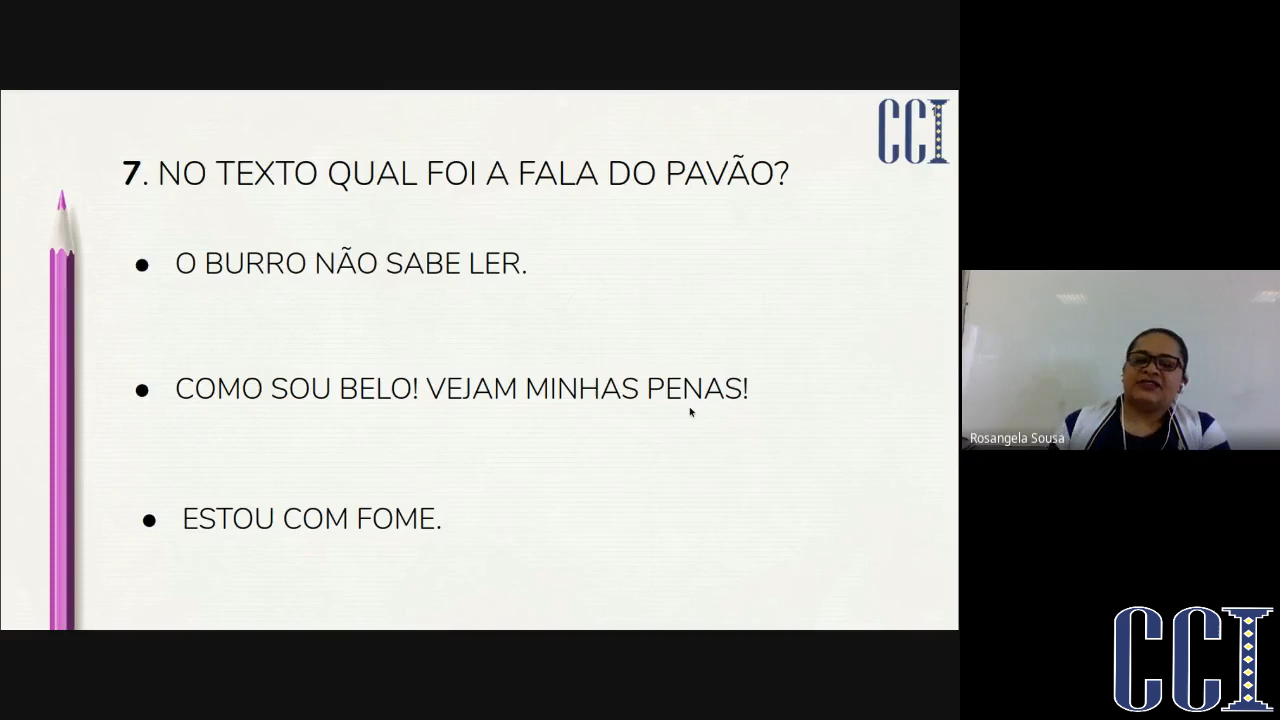 CCI
7. NO TEXTO QUAL FOI A FALA DO PAVÃO?
● O BURRO NÃO SABE LER.
● COMO SOU BELO! VEJAM MINHAS PENAS!
● ESTOU COM FOME.
Rosangela Sousa
CCI